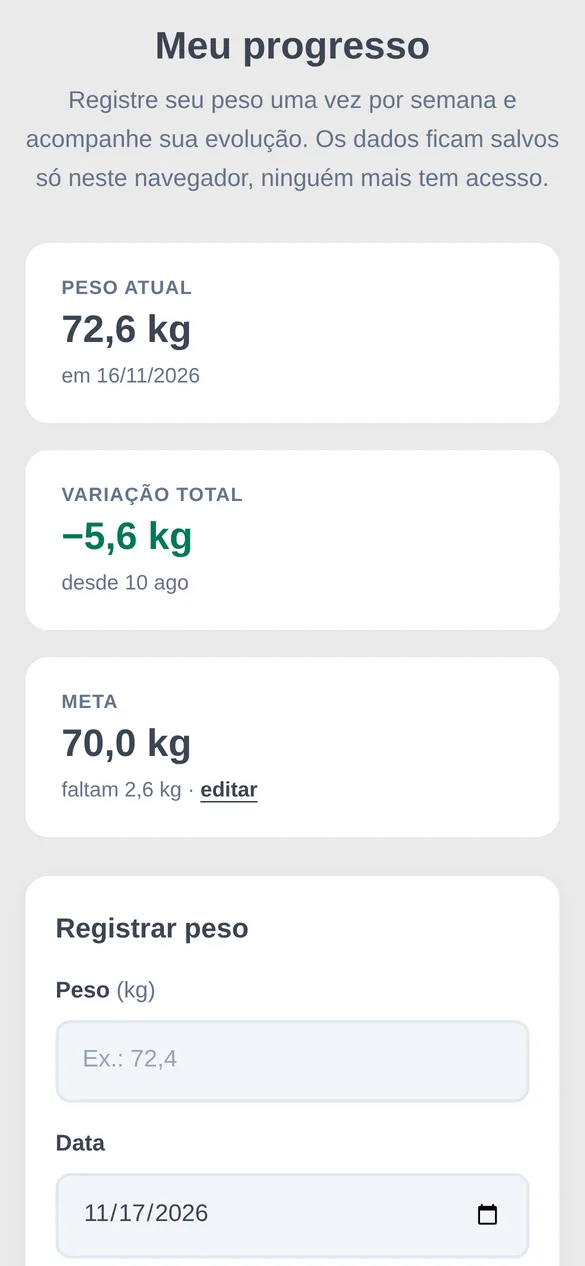 Meu progresso
Registre seu peso uma vez por semana e
acompanhe sua evolução. Os dados ficam salvos
só neste navegador, ninguém mais tem acesso.
PESO ATUAL
72,6 kg
em 16/11/2026
VARIAÇÃO TOTAL
−5,6 kg
desde 10 ago
META
70,0 kg
faltam 2,6 kg · editar
Registrar peso
Peso (kg)
Ex.: 72,4
Data
11/17/2026